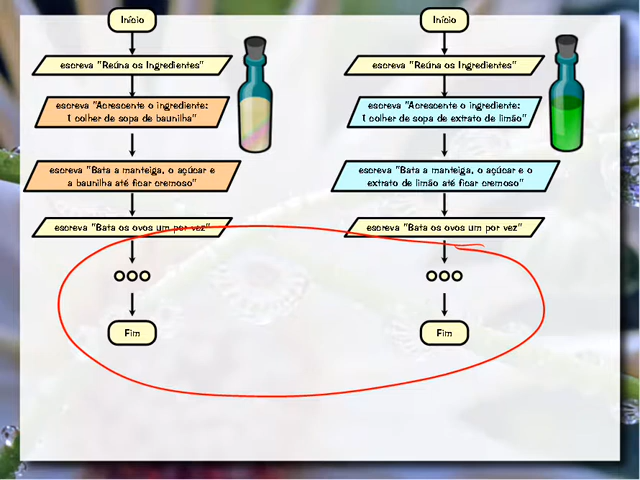 Início
escreva "Reúna os Ingredientes"
escreva "Acrescente o ingrediente:
1 colher de sopa de baunilha"
escreva "Bata a manteiga, o açúcar e
a baunilha até ficar cremoso"
escreva "Bata os ovos um por vez"
Fim
Início
escreva "Reúna os Ingredientes"
escreva "Acrescente o ingrediente:
1 colher de sopa de extrato de limão"
escreva "Bata a manteiga, o açúcar e o
extrato de limão até ficar cremoso"
escreva "Bata os ovos um por vez"
Fim